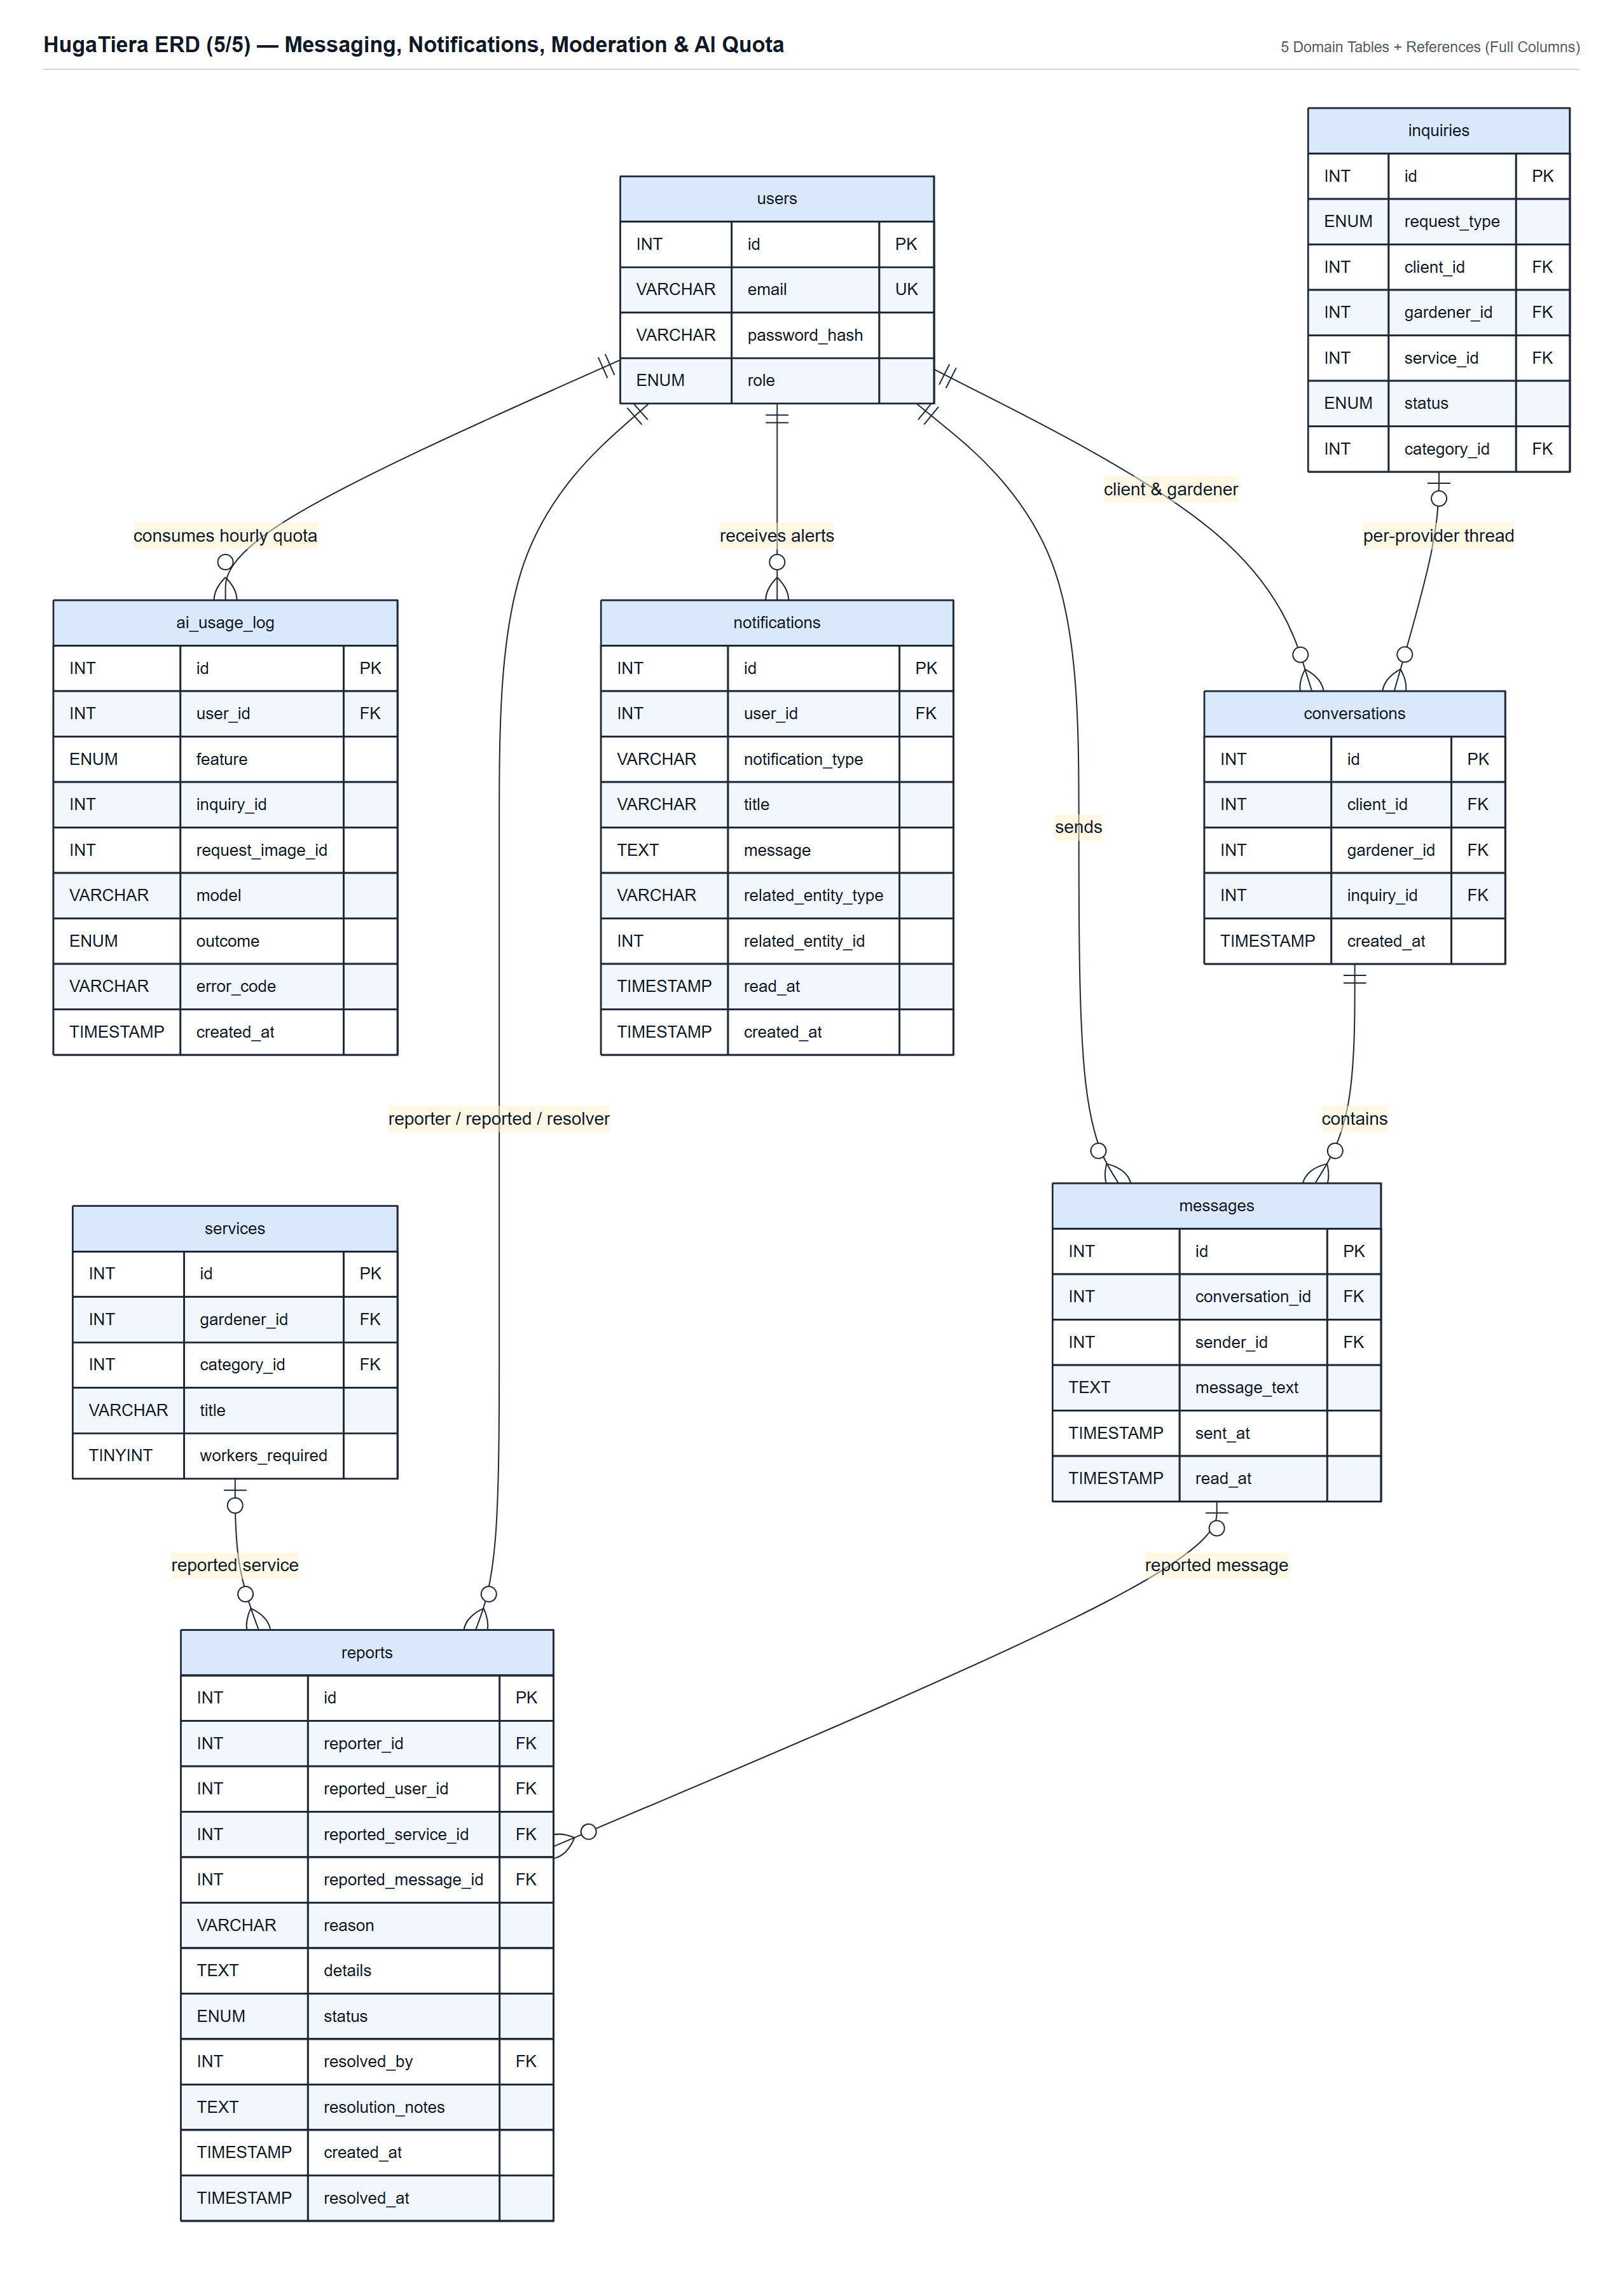 HugaTiera ERD (5/5) — Messaging, Notifications, Moderation & AI Quota
5 Domain Tables + References (Full Columns)
inquiries
INT id PK
ENUM request_type
INT client_id FK
INT gardener_id FK
INT service_id FK
ENUM status
INT category_id FK
users
INT id PK
VARCHAR email UK
VARCHAR password_hash
ENUM role
client & gardener
consumes hourly quota
receives alerts
per-provider thread
ai_usage_log
INT id PK
INT user_id FK
ENUM feature
INT inquiry_id
INT request_image_id
VARCHAR model
ENUM outcome
VARCHAR error_code
TIMESTAMP created_at
notifications
INT id PK
INT user_id FK
VARCHAR notification_type
VARCHAR title
TEXT message
VARCHAR related_entity_type
INT related_entity_id
TIMESTAMP read_at
TIMESTAMP created_at
sends
conversations
INT id PK
INT client_id FK
INT gardener_id FK
INT inquiry_id FK
TIMESTAMP created_at
reporter / reported / resolver
contains
services
INT id PK
INT gardener_id FK
INT category_id FK
VARCHAR title
TINYINT workers_required
messages
INT id PK
INT conversation_id FK
INT sender_id FK
TEXT message_text
TIMESTAMP sent_at
TIMESTAMP read_at
reported service
reported message
reports
INT id PK
INT reporter_id FK
INT reported_user_id FK
INT reported_service_id FK
INT reported_message_id FK
VARCHAR reason
TEXT details
ENUM status
INT resolved_by FK
TEXT resolution_notes
TIMESTAMP created_at
TIMESTAMP resolved_at